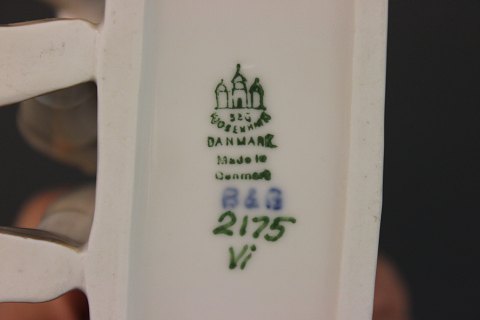 B&G
KØBENHAVN
DANMARK
Made in
Denmark
B & G
2175
Vi